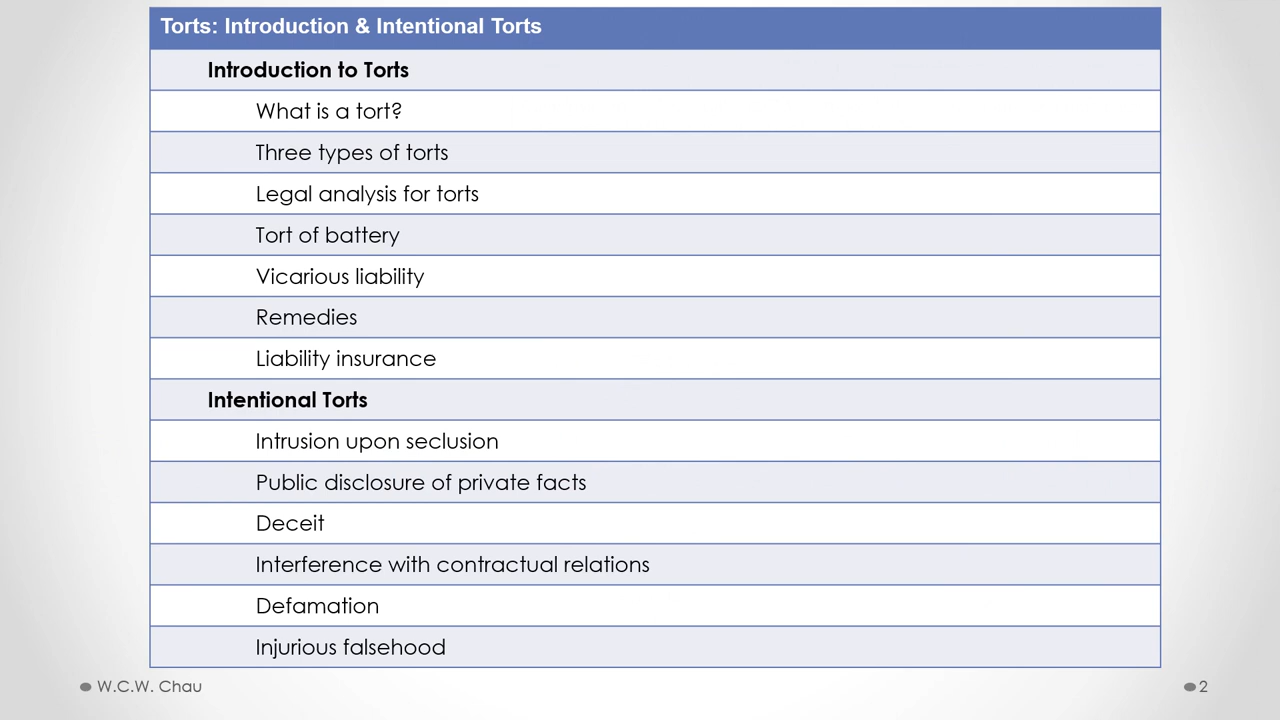 Torts: Introduction & Intentional Torts
Introduction to Torts
What is a tort?
Three types of torts
Legal analysis for torts
Tort of battery
Vicarious liability
Remedies
Liability insurance
Intentional Torts
Intrusion upon seclusion
Public disclosure of private facts
Deceit
Interference with contractual relations
Defamation
Injurious falsehood
W.C.W. Chau
2